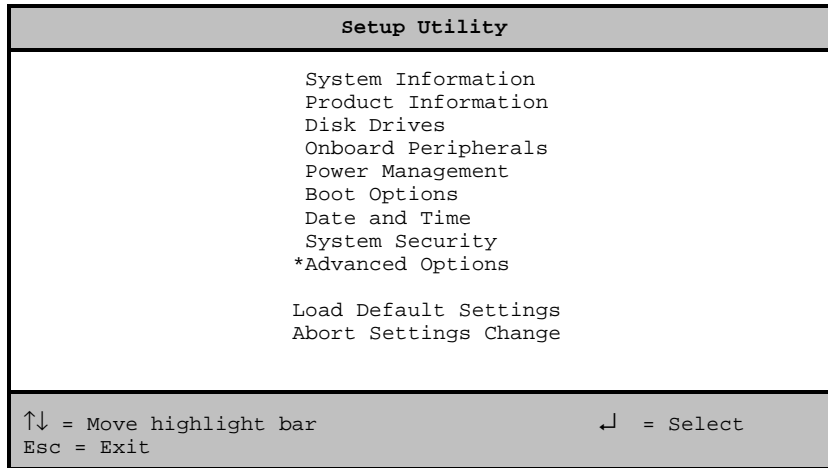 Setup Utility
System Information
Product Information
Disk Drives
Onboard Peripherals
Power Management
Boot Options
Date and Time
System Security
*Advanced Options
Load Default Settings
Abort Settings Change
↑↓ = Move highlight bar ↵ = Select
Esc = Exit